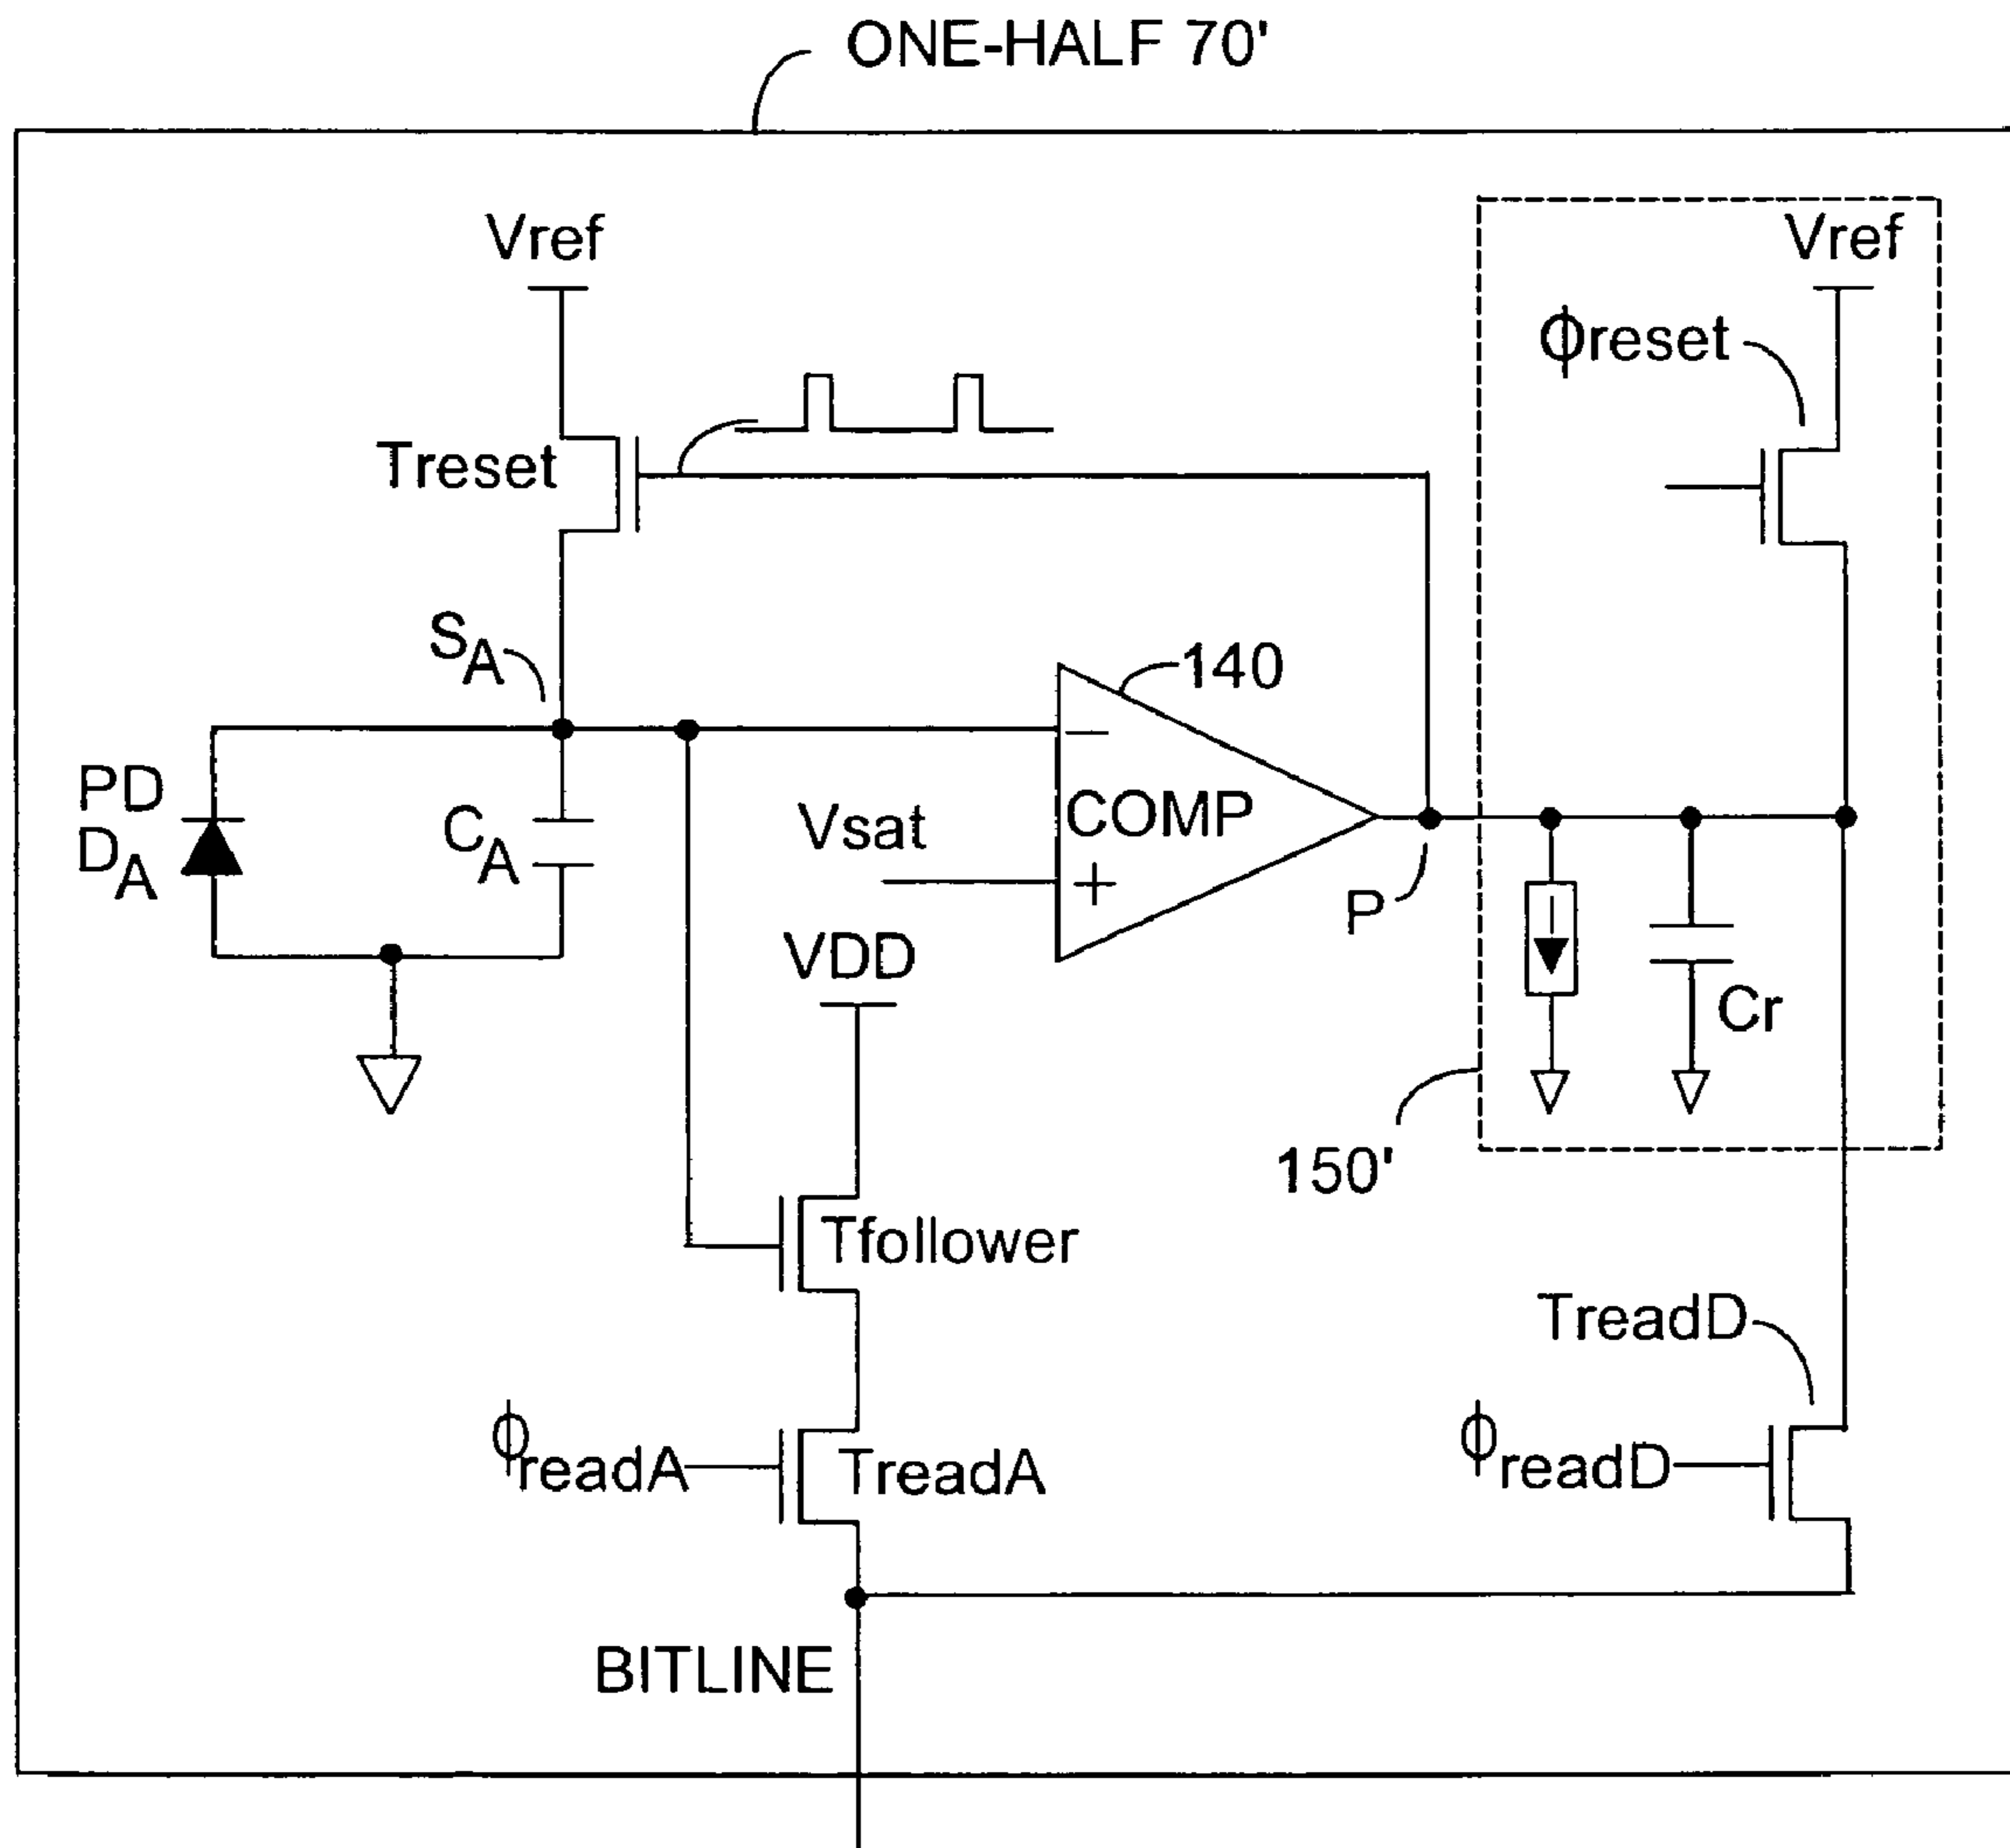 ONE-HALF 70'
Vref
Vref
ϕreset
Treset
SA
140
PD
DA
CA
Vsat
−
COMP
+
P
VDD
Cr
150'
Tfollower
TreadD
ϕreadA
TreadA
ϕreadD
BITLINE